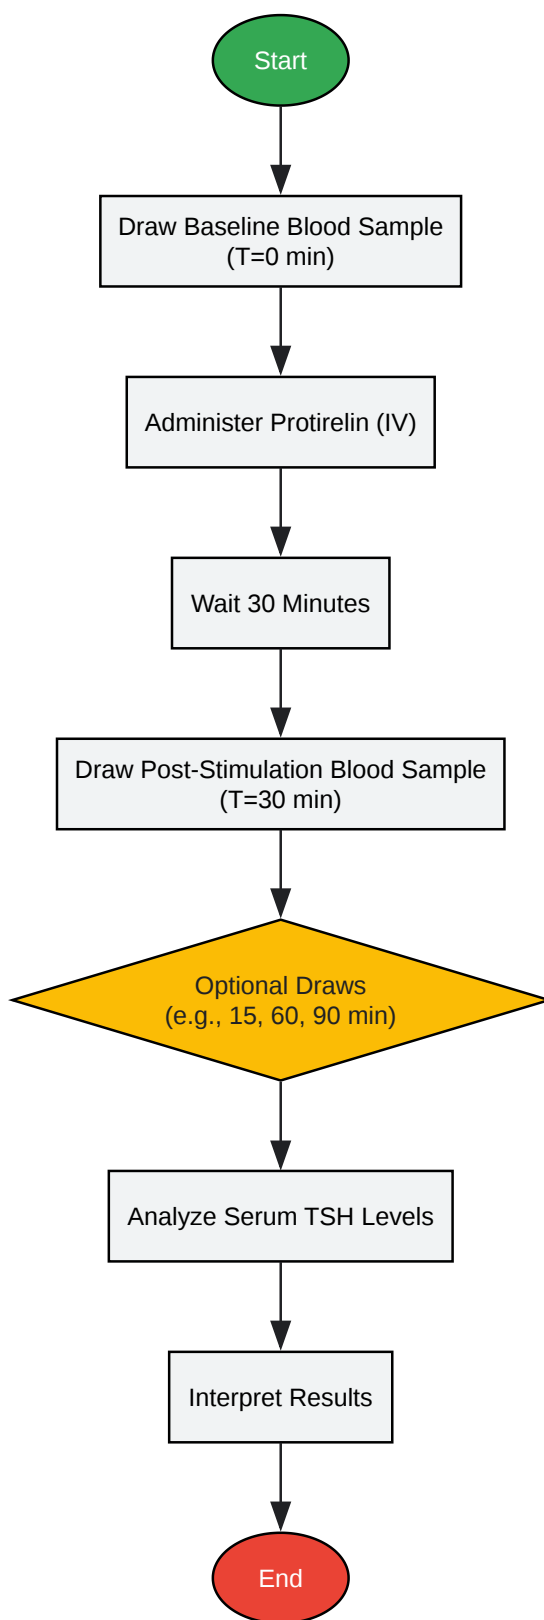 Start
Draw Baseline Blood Sample
(T=0 min)
Administer Protirelin (IV)
Wait 30 Minutes
Draw Post-Stimulation Blood Sample
(T=30 min)
Optional Draws
(e.g., 15, 60, 90 min)
Analyze Serum TSH Levels
Interpret Results
End